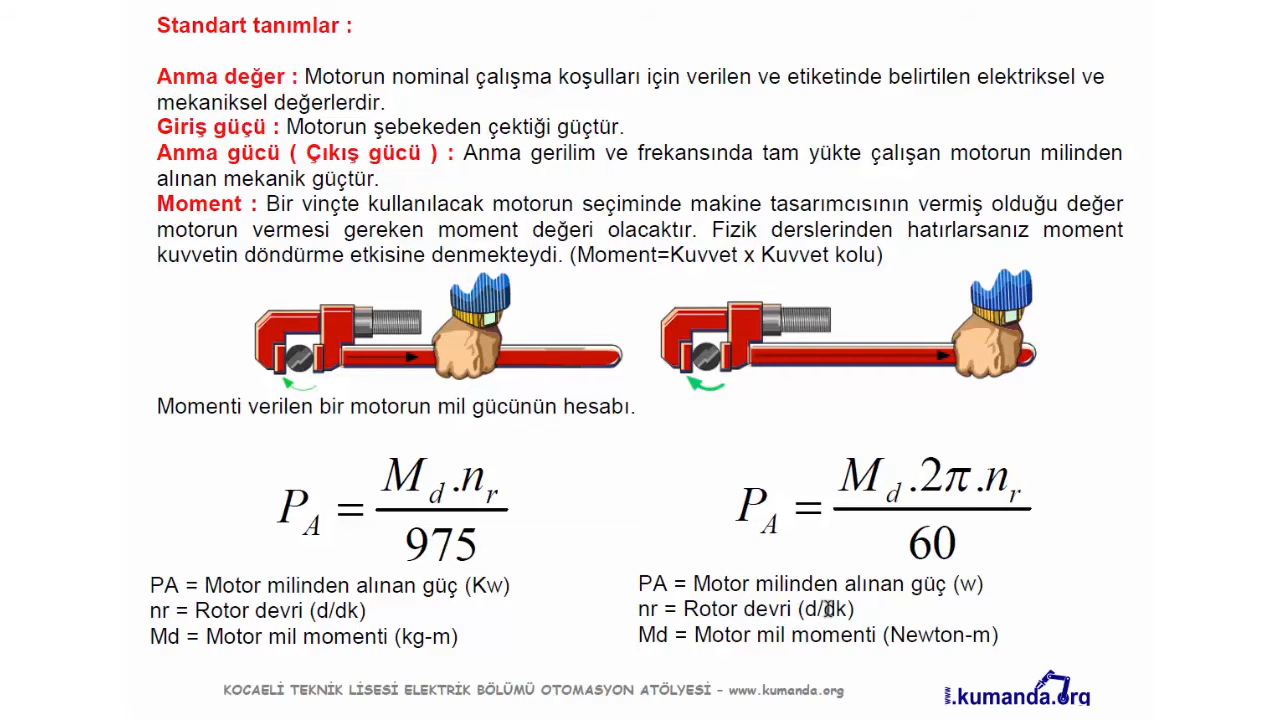 Standart tanımlar :
Anma değer : Motorun nominal çalışma koşulları için verilen ve etiketinde belirtilen elektriksel ve
mekaniksel değerlerdir.
Giriş güçü : Motorun şebekeden çektiği güçtür.
Anma gücü ( Çıkış gücü ) : Anma gerilim ve frekansında tam yükte çalışan motorun milinden
alınan mekanik güçtür.
Moment : Bir vinçte kullanılacak motorun seçiminde makine tasarımcısının vermiş olduğu değer
motorun vermesi gereken moment değeri olacaktır. Fizik derslerinden hatırlarsanız moment
kuvvetin döndürme etkisine denmekteydi. (Moment=Kuvvet x Kuvvet kolu)
Momenti verilen bir motorun mil gücünün hesabı.
P_A = M_d.n_r / 975
PA = Motor milinden alınan güç (Kw)
nr = Rotor devri (d/dk)
Md = Motor mil momenti (kg-m)
P_A = M_d.2π.n_r / 60
PA = Motor milinden alınan güç (w)
nr = Rotor devri (d/dk)
Md = Motor mil momenti (Newton-m)
KOCAELİ TEKNİK LİSESİ ELEKTRİK BÖLÜMÜ OTOMASYON ATÖLYESİ - www.kumanda.org
www.kumanda.org